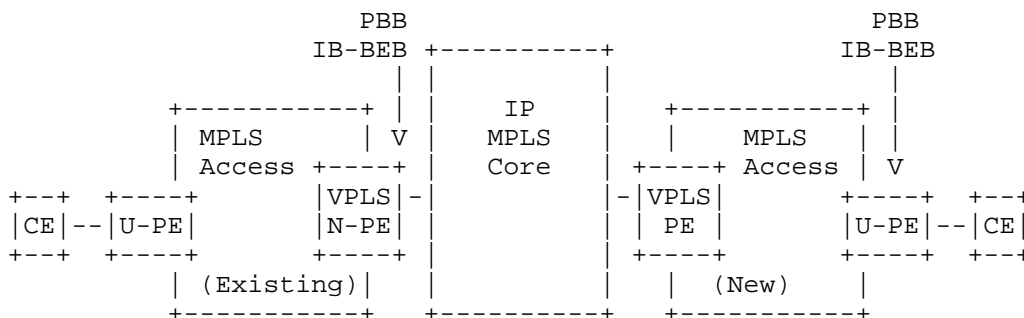 PBB PBB
IB-BEB IB-BEB
IP
MPLS V MPLS MPLS
Access Core Access V
VPLS VPLS
CE U-PE N-PE PE U-PE CE
(Existing) (New)